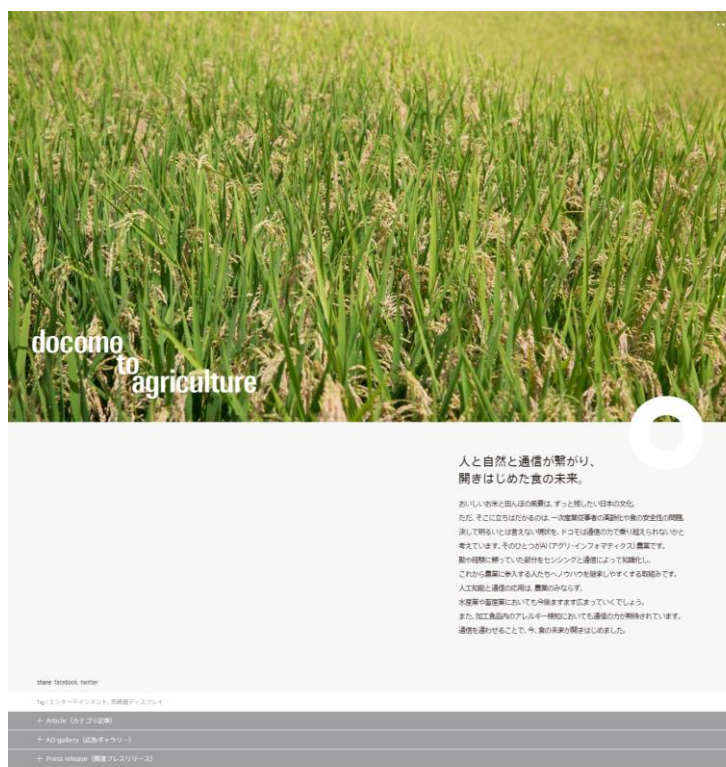 docomo
to
agriculture
人と自然と通信が繋がり、
開きはじめた食の未来。
おいしいお米と田んぼの風景は、ずっと残したい日本の文化。
ただ、そこに立ちはだかるのは、一次産業従事者の高齢化や食の安全性の問題。
決して明るいとは言えない現状を、ドコモは通信の力で乗り越えられないかと
考えています。そのひとつがAI（アグリ・インフォマティクス）農業です。
勘や経験に頼っていた部分をセンシングと通信によって知識化し、
これから農業に参入する人たちへノウハウを継承しやすくする取組みです。
人工知能と通信の応用は、農業のみならず、
水産業や畜産業においても今後ますます広まっていくでしょう。
また、加工食品内のアレルギー検知においても通信の力が期待されています。
通信を通わせることで、今、食の未来が開きはじめました。
share: facebook, twitter
Tag : エンターテインメント, 高精細ディスプレイ
+ Article（カテゴリ記事）
+ AD gallery（広告ギャラリー）
+ Press release（関連プレスリリース）